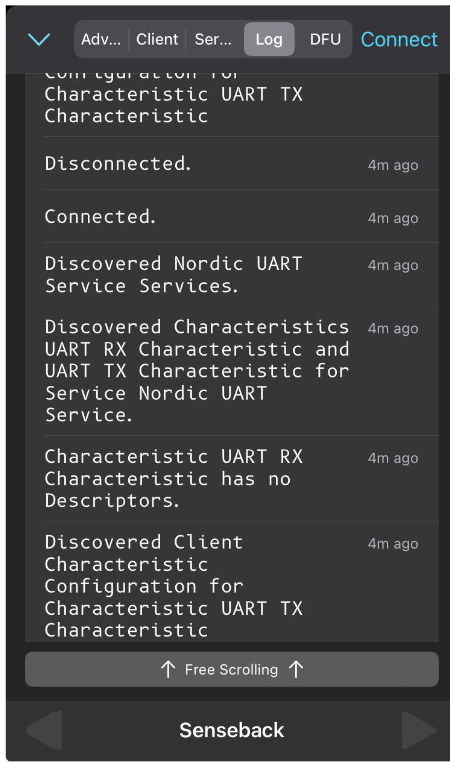 Adv... Client Ser... Log DFU Connect
Configuration for
Characteristic UART TX
Characteristic
Disconnected. 4m ago
Connected. 4m ago
Discovered Nordic UART 4m ago
Service Services.
Discovered Characteristics 4m ago
UART RX Characteristic and
UART TX Characteristic for
Service Nordic UART
Service.
Characteristic UART RX 4m ago
Characteristic has no
Descriptors.
Discovered Client 4m ago
Characteristic
Configuration for
Characteristic UART TX
Characteristic
↑ Free Scrolling ↑
Senseback